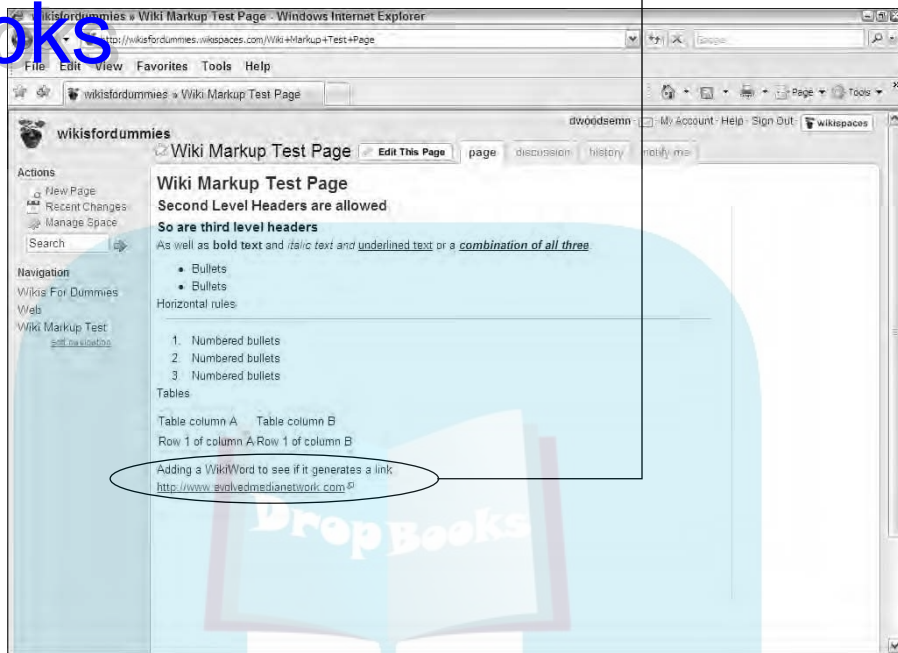 wikisfordummies » Wiki Markup Test Page - Windows Internet Explorer
oks
http://wikisfordummies.wikispaces.com/Wiki+Markup+Test+Page
File Edit View Favorites Tools Help
wikisfordummies » Wiki Markup Test Page
Page Tools
dwoodsemn My Account Help Sign Out wikispaces
wikisfordummies
Wiki Markup Test Page Edit This Page page discussion history notify me
Actions
New Page
Recent Changes
Manage Space
Search
Navigation
Wikis For Dummies
Web
Wiki Markup Test
edit navigation
Wiki Markup Test Page
Second Level Headers are allowed
So are third level headers
As well as bold text and italic text and underlined text or a combination of all three.
• Bullets
• Bullets
Horizontal rules
1. Numbered bullets
2. Numbered bullets
3. Numbered bullets
Tables
Table column A Table column B
Row 1 of column A Row 1 of column B
Adding a WikiWord to see if it generates a link
http://www.evolvedmedianetwork.com
DropBooks